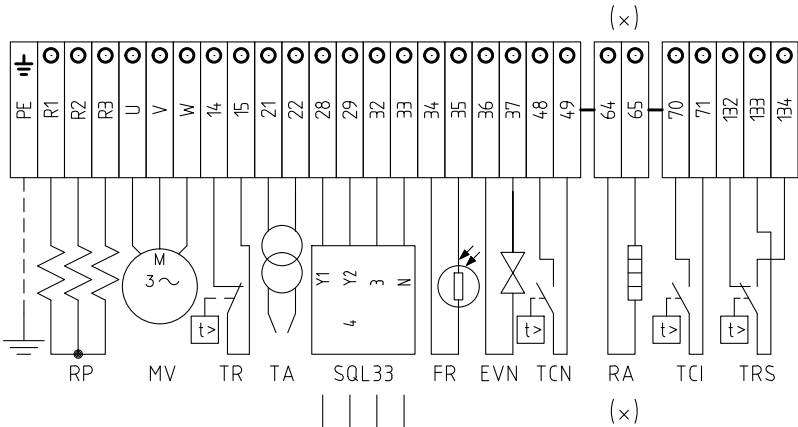 (x)
PE R1 R2 R3 U V W 14 15 21 22 28 29 32 33 34 35 36 37 48 49 64 65 70 71 132 133 134
M
3~
Y1 Y2 3 N
4
t> t> t> t>
RP MV TR TA SQL33 FR EVN TCN RA TCI TRS
(x)